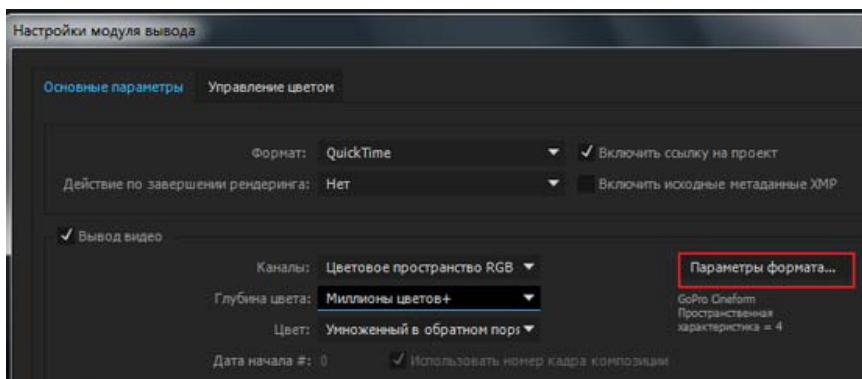 Настройки модуля вывода
Основные параметры Управление цветом
Формат: QuickTime Включить ссылку на проект
Действие по завершении рендеринга: Нет Включить исходные метаданные XMP
Вывод видео
Каналы: Цветовое пространство RGB Параметры формата...
Глубина цвета: Миллионы цветов+ GoPro Cineform
Пространственная
Цвет: Умноженный в обратном поря характеристика = 4
Дата начала #: 0 Использовать номер кадра композиции